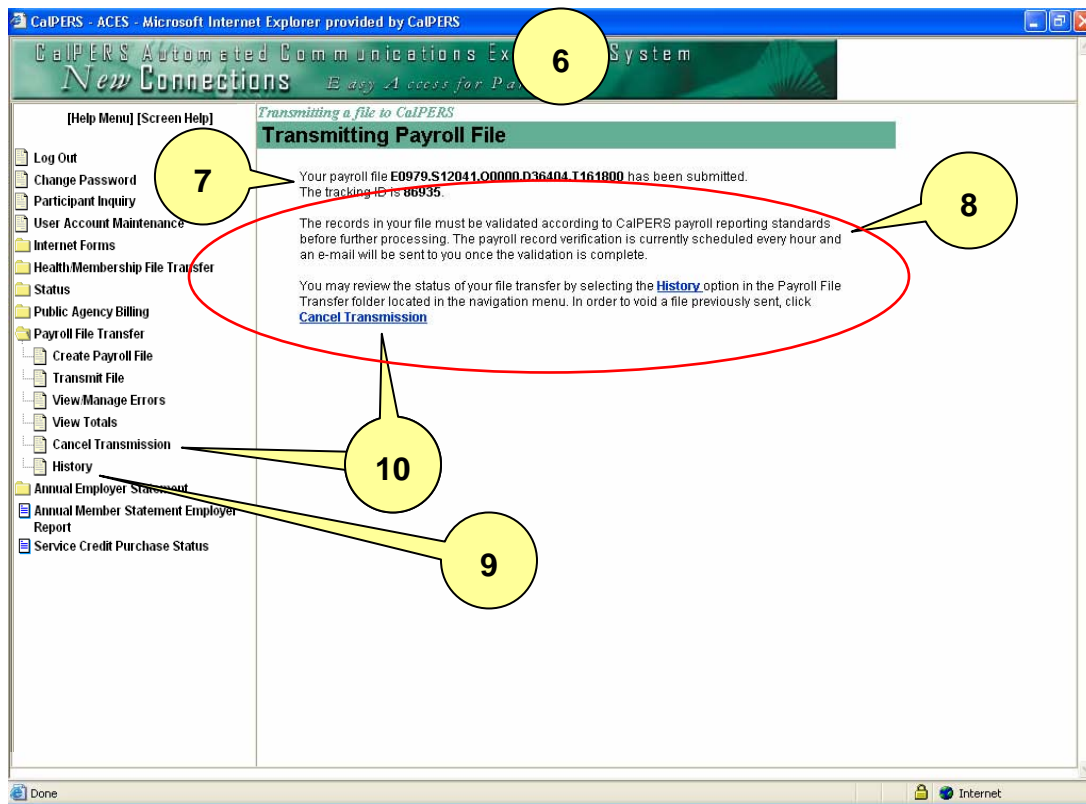 CalPERS - ACES - Microsoft Internet Explorer provided by CalPERS
CalPERS Automated Communications Ex System
New Connections Easy Access for Pa
6
[Help Menu] [Screen Help]
Log Out
Change Password
Participant Inquiry
User Account Maintenance
Internet Forms
Health/Membership File Transfer
Status
Public Agency Billing
Payroll File Transfer
Create Payroll File
Transmit File
View/Manage Errors
View Totals
Cancel Transmission
History
Annual Employer Statement
Annual Member Statement Employer
Report
Service Credit Purchase Status
Transmitting a file to CalPERS
Transmitting Payroll File
7
Your payroll file E0979.S12041.O0000.D36404.T161800 has been submitted.
The tracking ID is 86935.
8
The records in your file must be validated according to CalPERS payroll reporting standards
before further processing. The payroll record verification is currently scheduled every hour and
an e-mail will be sent to you once the validation is complete.
You may review the status of your file transfer by selecting the History option in the Payroll File
Transfer folder located in the navigation menu. In order to void a file previously sent, click
Cancel Transmission
10
9
Done
Internet